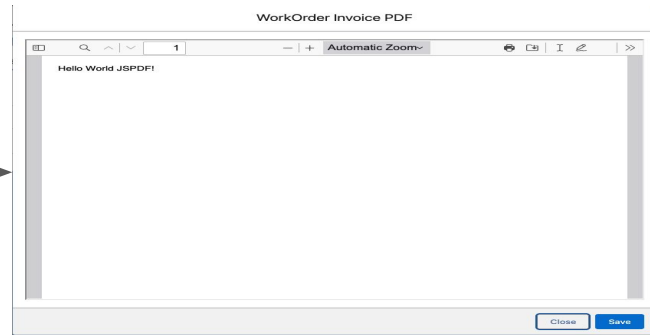 WorkOrder Invoice PDF
1
Automatic Zoom
Hello World JSPDF!
Close
Save